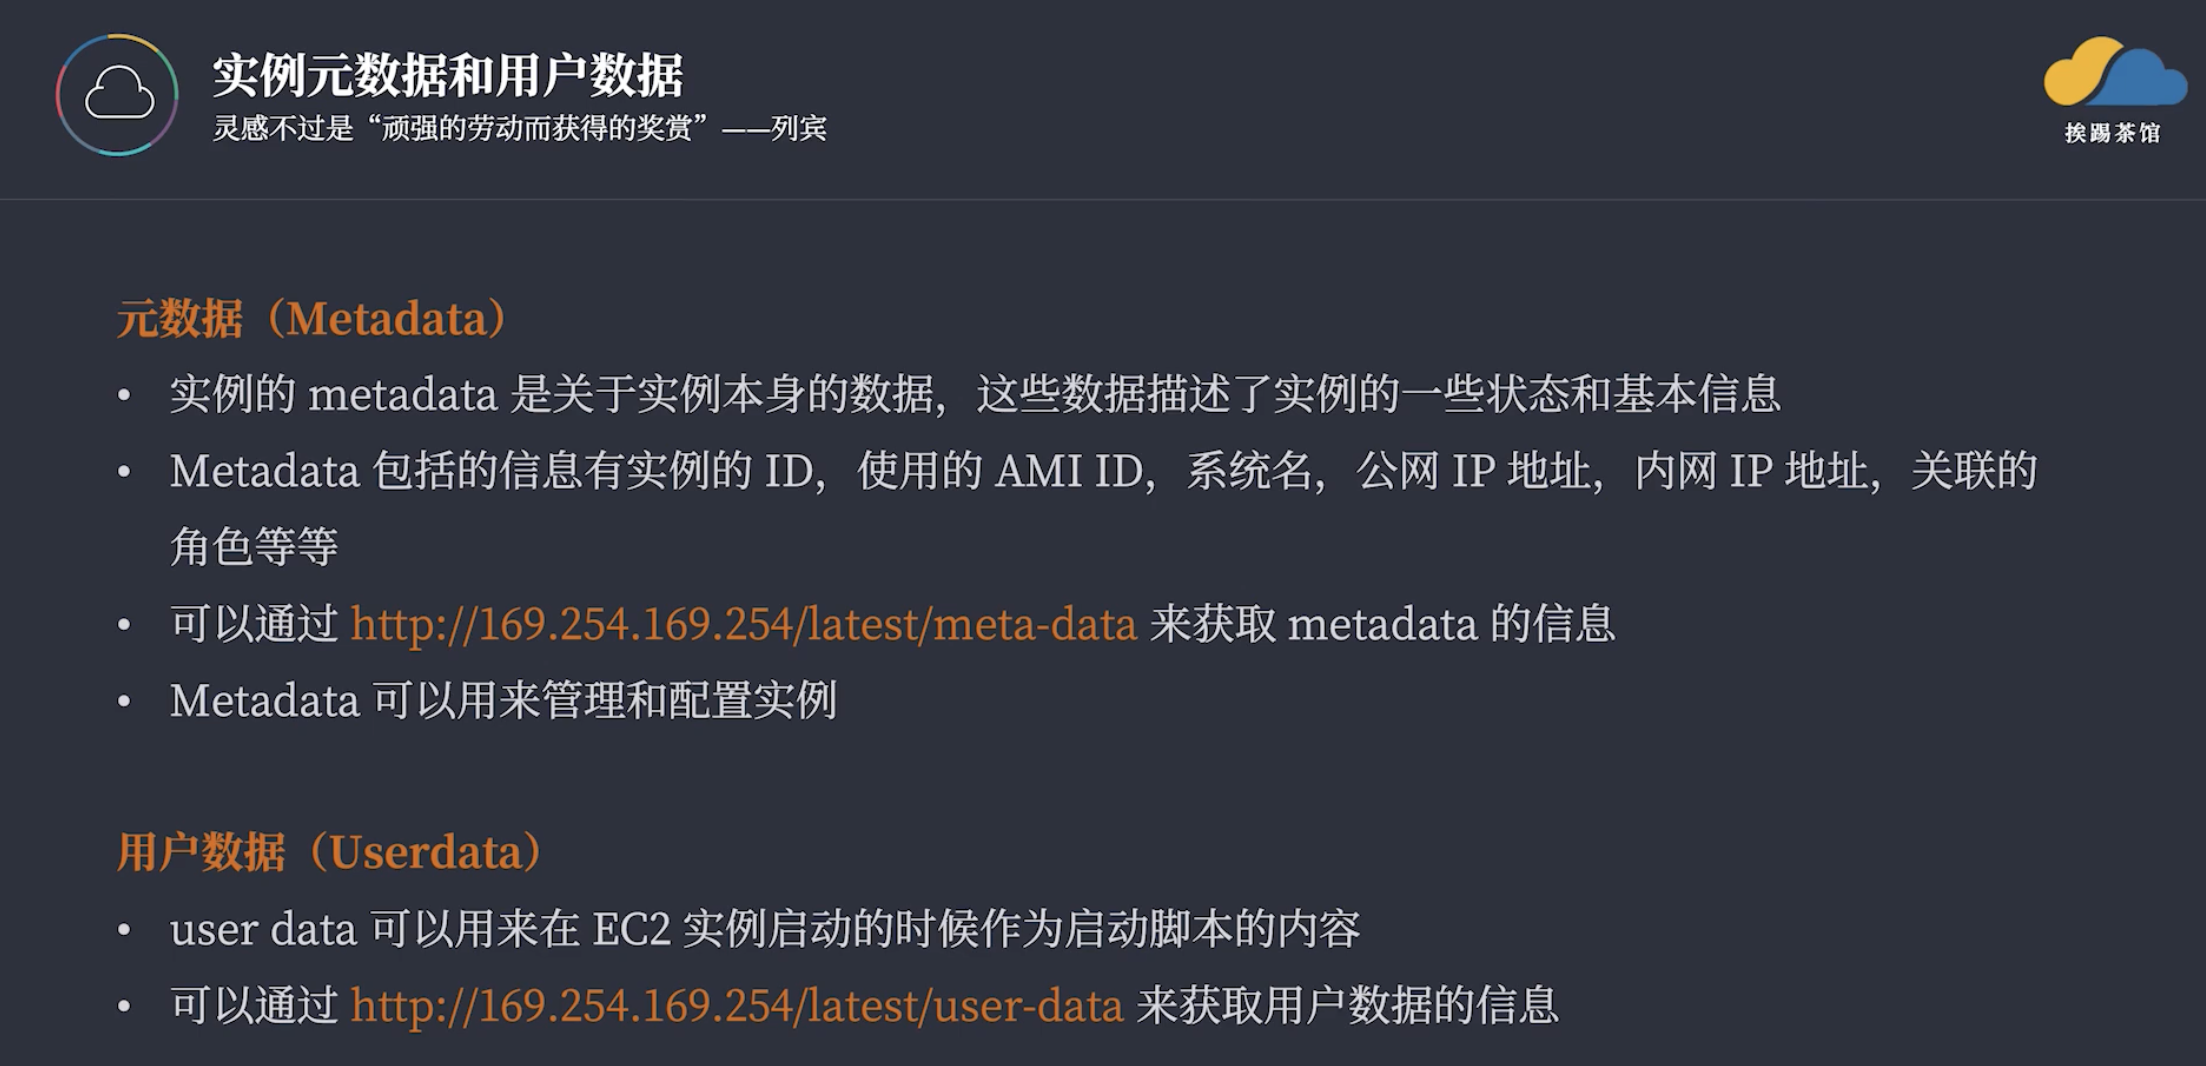 实例元数据和用户数据
灵感不过是“顽强的劳动而获得的奖赏”——列宾
挨踢茶馆
元数据（Metadata）
• 实例的 metadata 是关于实例本身的数据，这些数据描述了实例的一些状态和基本信息
• Metadata 包括的信息有实例的 ID，使用的 AMI ID，系统名，公网 IP 地址，内网 IP 地址，关联的
角色等等
• 可以通过 http://169.254.169.254/latest/meta-data 来获取 metadata 的信息
• Metadata 可以用来管理和配置实例
用户数据（Userdata）
• user data 可以用来在 EC2 实例启动的时候作为启动脚本的内容
• 可以通过 http://169.254.169.254/latest/user-data 来获取用户数据的信息